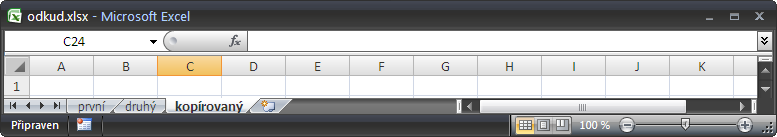 odkud.xlsx - Microsoft Excel
C24 fx
A B C D E F G H I J K
1
první druhý kopírovaný
Připraven 100 %